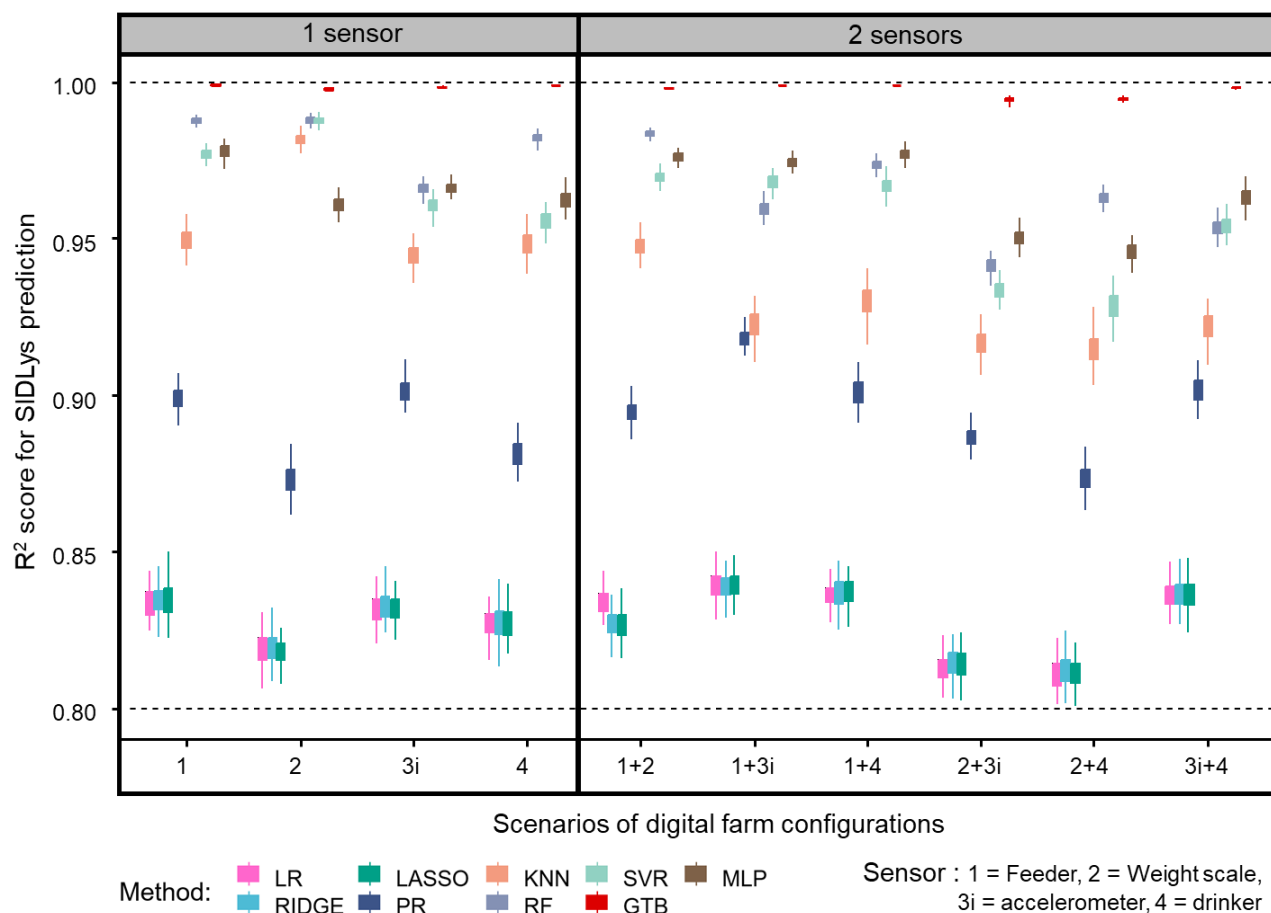 1 sensor
2 sensors
R² score for SIDLys prediction
1.00
0.95
0.90
0.85
0.80
1
2
3i
4
1+2
1+3i
1+4
2+3i
2+4
3i+4
Scenarios of digital farm configurations
Method:
LR
LASSO
KNN
SVR
MLP
RIDGE
PR
RF
GTB
Sensor : 1 = Feeder, 2 = Weight scale,
3i = accelerometer, 4 = drinker